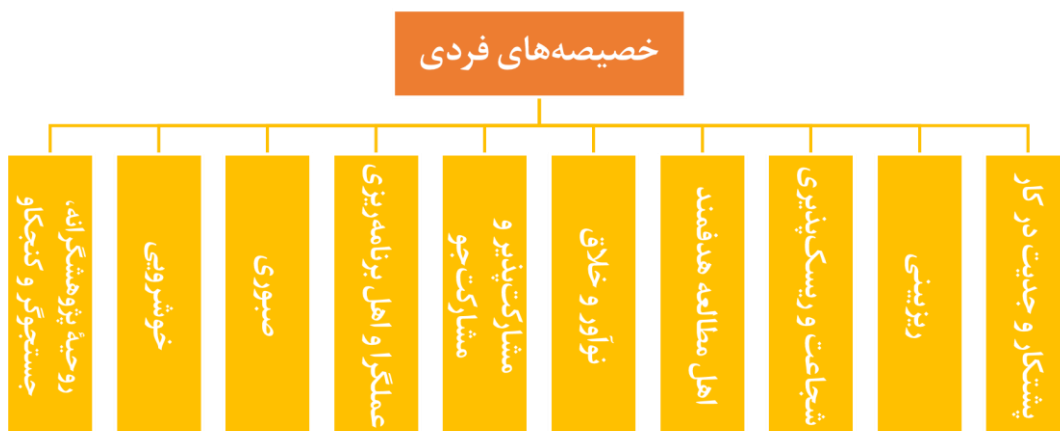 خصیصه‌های فردی
پشتکار و جدیت در کار
ریزبینی
شجاعت و ریسک‌پذیری
اهل مطالعه هدفمند
نوآور و خلاق
مشارکت‌پذیر و
مشارکت‌جو
عملگرا و اهل برنامه‌ریزی
صبوری
خوشرویی
روحیهٔ پژوهشگرانه،
جستجوگر و کنجکاو